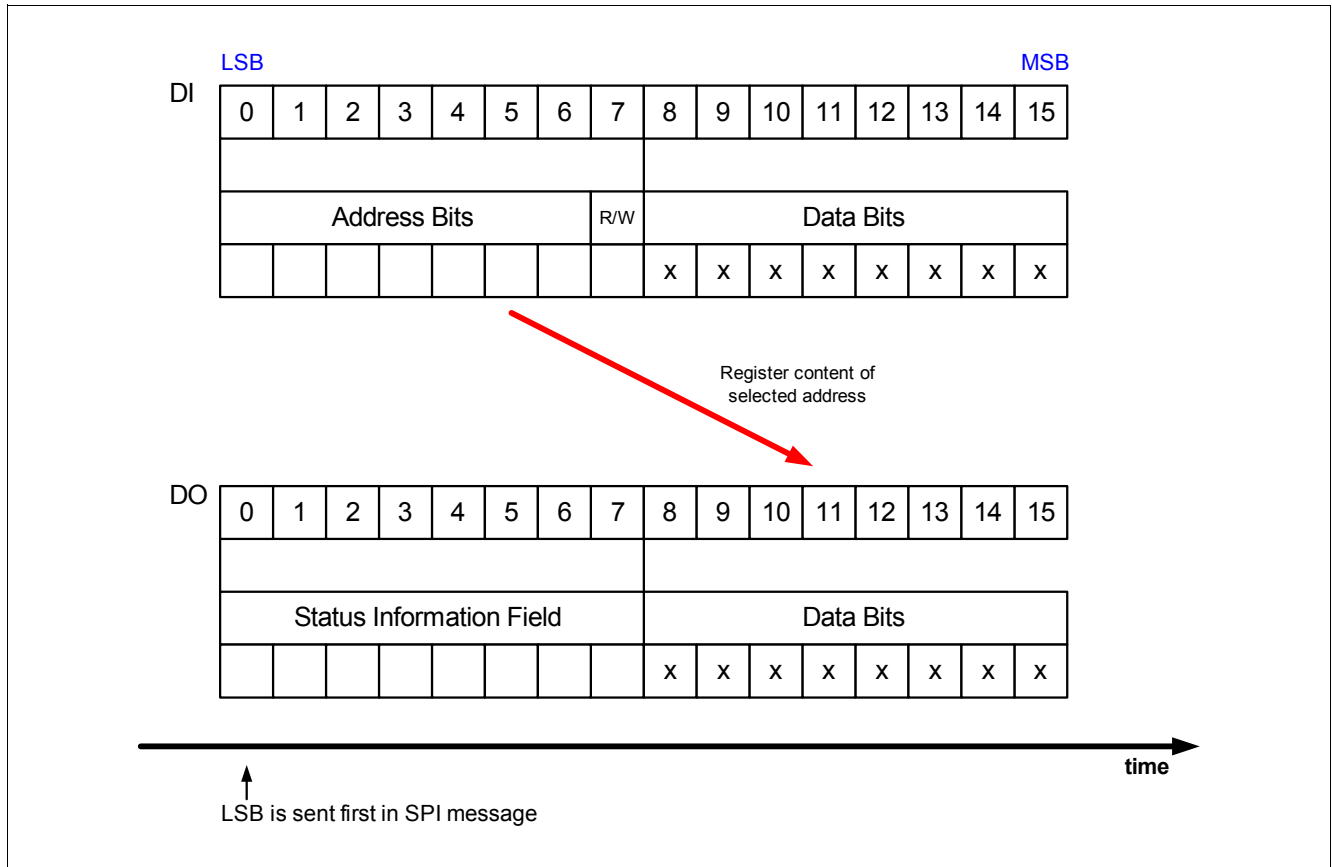 LSB MSB
DI
0 1 2 3 4 5 6 7 8 9 10 11 12 13 14 15
Address Bits R/W Data Bits
x x x x x x x x
Register content of
selected address
DO
0 1 2 3 4 5 6 7 8 9 10 11 12 13 14 15
Status Information Field Data Bits
x x x x x x x x
time
LSB is sent first in SPI message